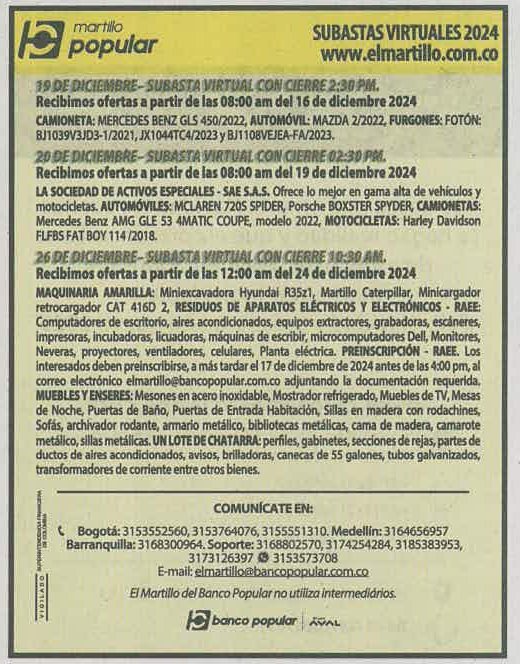 martillo
popular
SUBASTAS VIRTUALES 2024
www.elmartillo.com.co
19 DE DICIEMBRE- SUBASTA VIRTUAL CON CIERRE 2:30 PM.
Recibimos ofertas a partir de las 08:00 am del 16 de diciembre 2024
CAMIONETA: MERCEDES BENZ GLS 450/2022, AUTOMÓVIL: MAZDA 2/2022, FURGONES: FOTÓN:
BJ1039V3JD3-1/2021, JX1044TC4/2023 y BJ1108VEJEA-FA/2023.
20 DE DICIEMBRE- SUBASTA VIRTUAL CON CIERRE 02:30 PM.
Recibimos ofertas a partir de las 08:00 am del 19 de diciembre 2024
LA SOCIEDAD DE ACTIVOS ESPECIALES - SAE S.A.S. Ofrece lo mejor en gama alta de vehículos y
motocicletas. AUTOMÓVILES: MCLAREN 720S SPIDER, Porsche BOXSTER SPYDER, CAMIONETAS:
Mercedes Benz AMG GLE 53 4MATIC COUPE, modelo 2022, MOTOCICLETAS: Harley Davidson
FLFBS FAT BOY 114 /2018.
26 DE DICIEMBRE- SUBASTA VIRTUAL CON CIERRE 10:30 AM.
Recibimos ofertas a partir de las 12:00 am del 24 de diciembre 2024
MAQUINARIA AMARILLA: Miniexcavadora Hyundai R35z1, Martillo Caterpillar, Minicargador
retrocargador CAT 416D 2, RESIDUOS DE APARATOS ELÉCTRICOS Y ELECTRÓNICOS - RAEE:
Computadores de escritorio, aires acondicionados, equipos extractores, grabadoras, escáneres,
impresoras, incubadoras, licuadoras, máquinas de escribir, microcomputadores Dell, Monitores,
Neveras, proyectores, ventiladores, celulares, Planta eléctrica. PREINSCRIPCIÓN - RAEE. Los
interesados deben preinscribirse, a más tardar el 17 de diciembre de 2024 antes de las 4:00 pm, al
correo electrónico elmartillo@bancopopular.com.co adjuntando la documentación requerida.
MUEBLES Y ENSERES: Mesones en acero inoxidable, Mostrador refrigerado, Muebles de TV, Mesas
de Noche, Puertas de Baño, Puertas de Entrada Habitación, Sillas en madera con rodachines,
Sofás, archivador rodante, armario metálico, bibliotecas metálicas, cama de madera, camarote
metálico, sillas metálicas. UN LOTE DE CHATARRA: perfiles, gabinetes, secciones de rejas, partes de
ductos de aires acondicionados, avisos, brilladoras, canecas de 55 galones, tubos galvanizados,
transformadores de corriente entre otros bienes.
COMUNÍCATE EN:
Bogotá: 3153552560, 3153764076, 3155551310. Medellín: 3164656957
Barranquilla: 3168300964. Soporte: 3168802570, 3174254284, 3185383953,
3173126397 3153573708
E-mail: elmartillo@bancopopular.com.co
El Martillo del Banco Popular no utiliza intermediários.
banco popular
AVAL
VIGILADO SUPERINTENDENCIA FINANCIERA
DE COLOMBIA